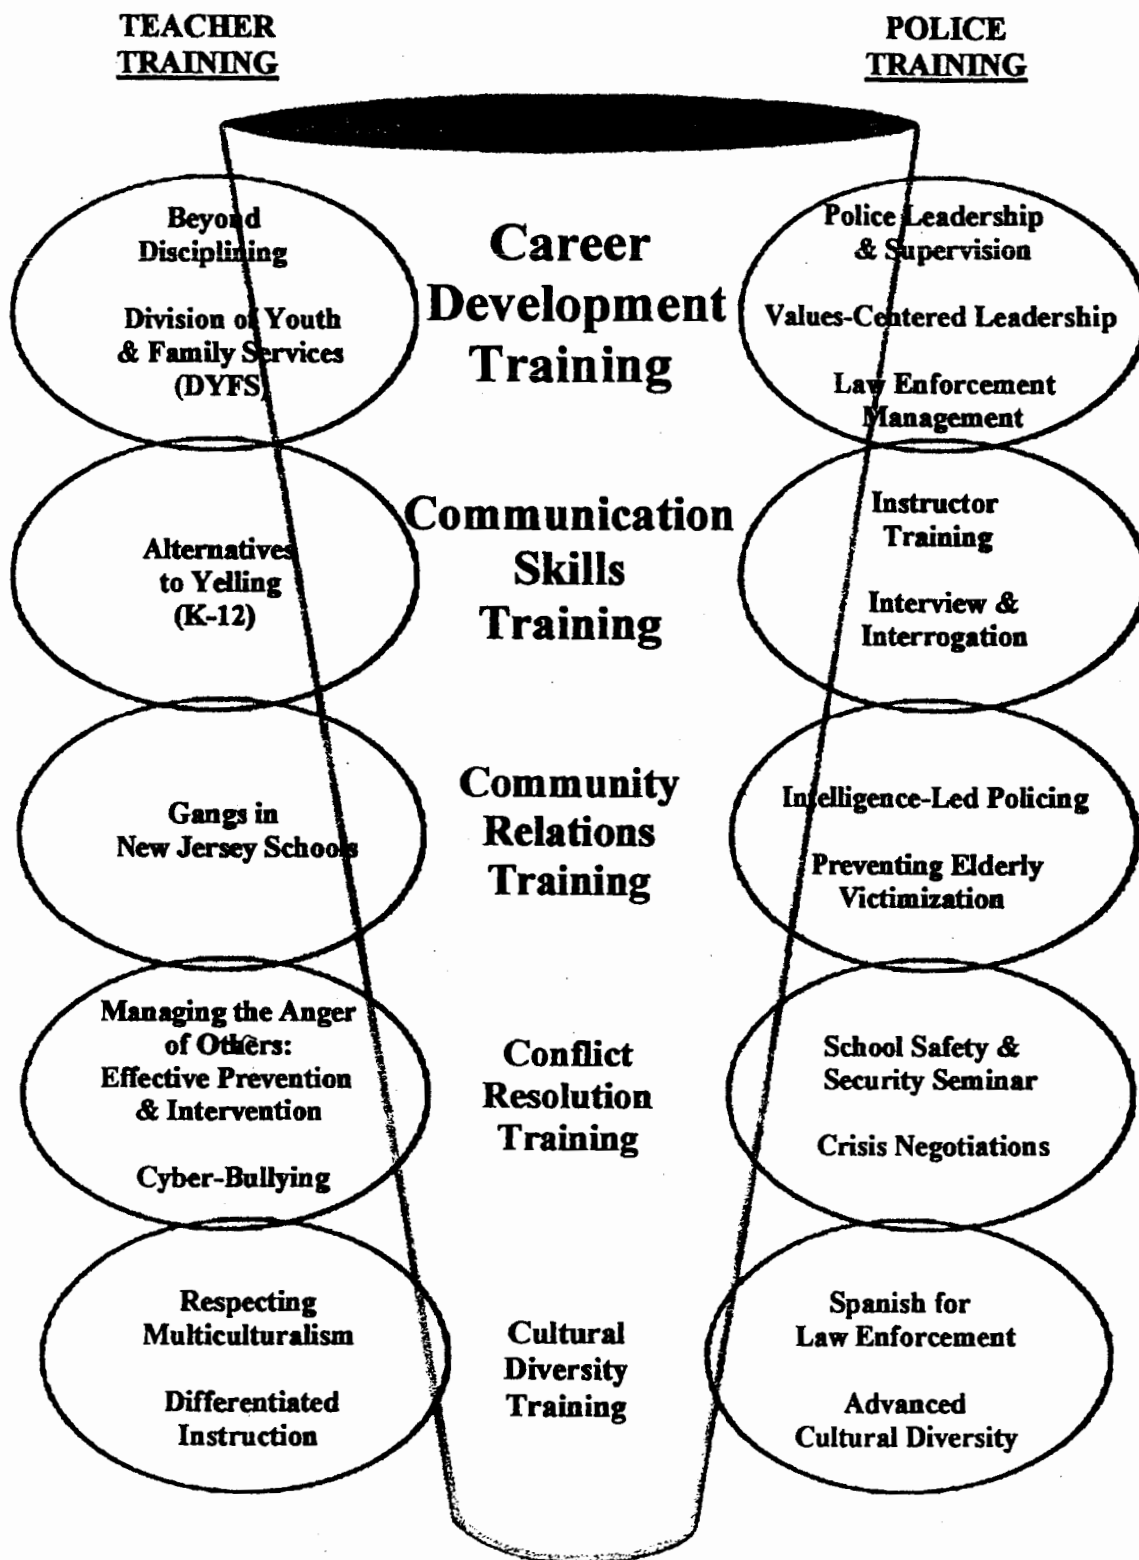 TEACHER
TRAINING
POLICE
TRAINING
Beyond
Disciplining
Division of Youth
& Family Services
(DYFS)
Career
Development
Training
Police Leadership
& Supervision
Values-Centered Leadership
Law Enforcement
Management
Alternatives
to Yelling
(K-12)
Communication
Skills
Training
Instructor
Training
Interview &
Interrogation
Gangs in
New Jersey Schools
Community
Relations
Training
Intelligence-Led Policing
Preventing Elderly
Victimization
Managing the Anger
of Others:
Effective Prevention
& Intervention
Cyber-Bullying
Conflict
Resolution
Training
School Safety &
Security Seminar
Crisis Negotiations
Respecting
Multiculturalism
Differentiated
Instruction
Cultural
Diversity
Training
Spanish for
Law Enforcement
Advanced
Cultural Diversity